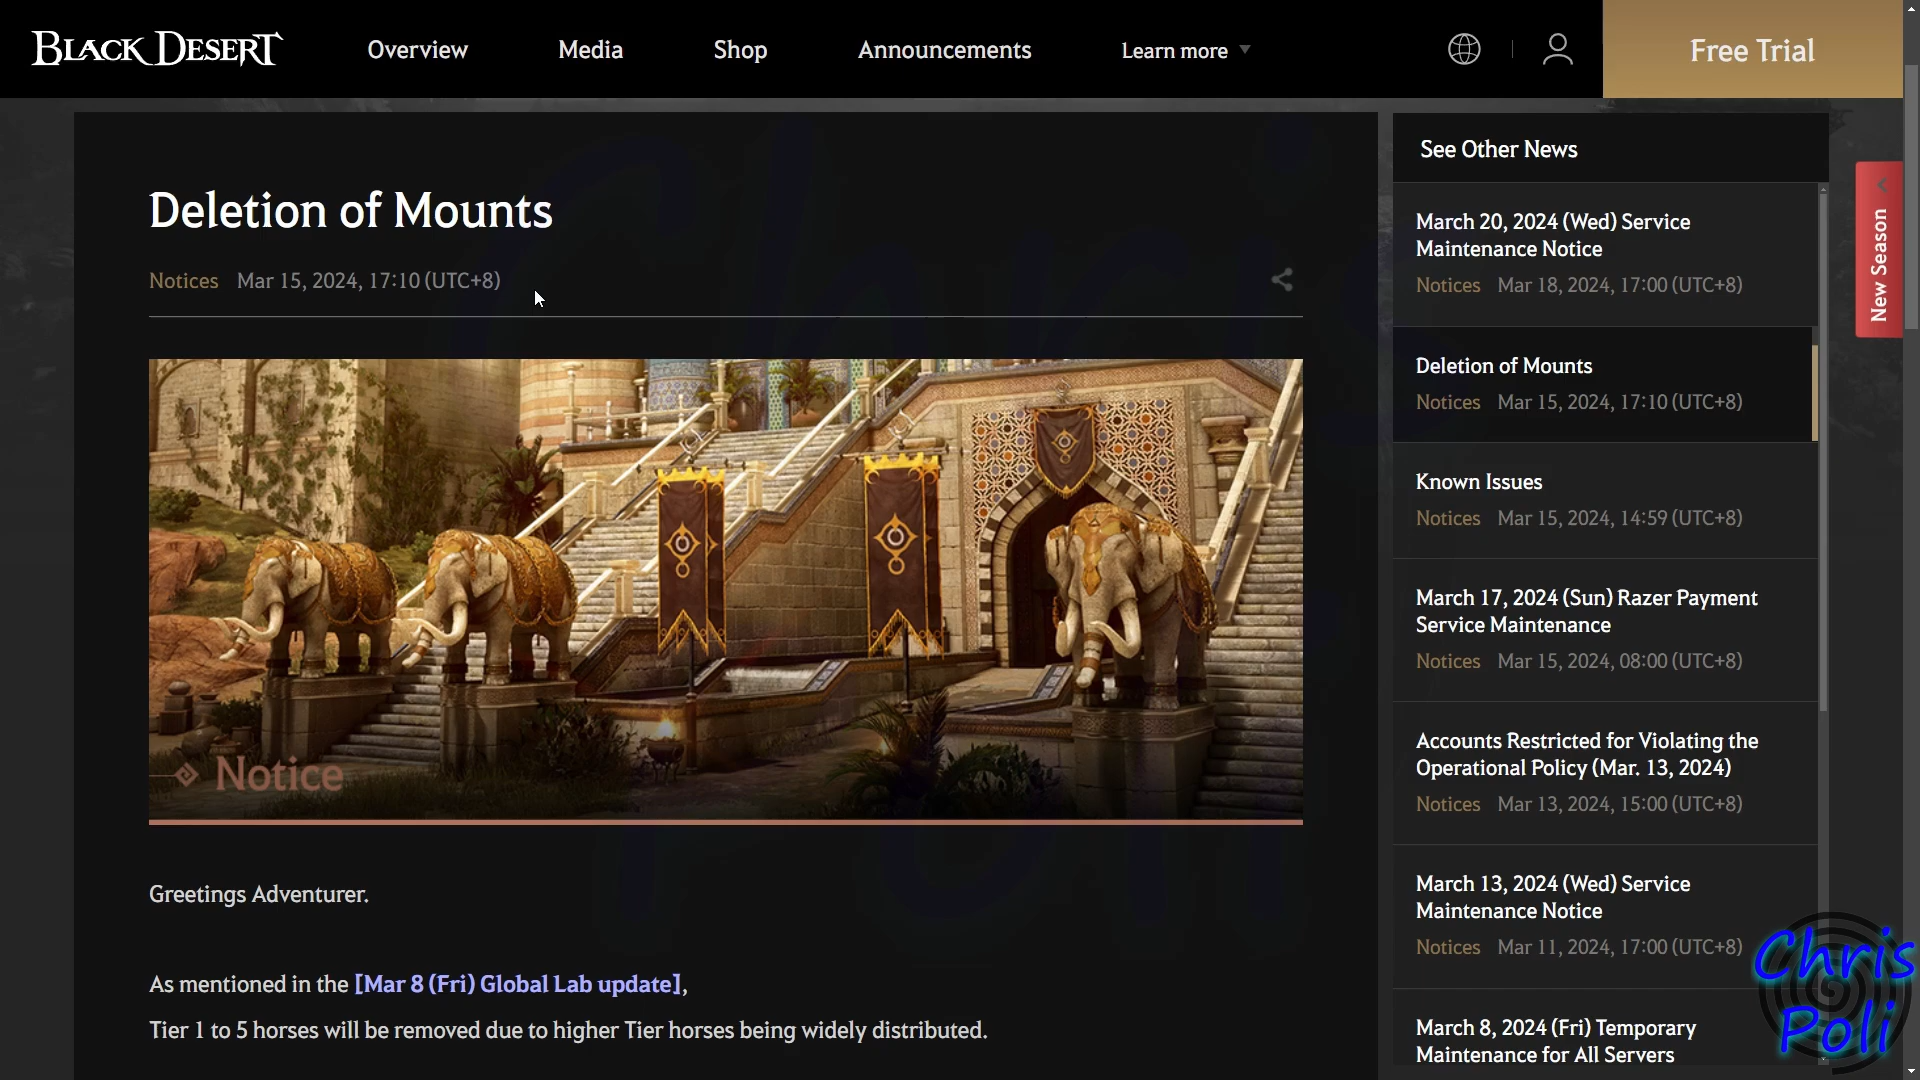 BLACK DESERT
Overview
Media
Shop
Announcements
Learn more
Free Trial
Deletion of Mounts
Notices Mar 15, 2024, 17:10 (UTC+8)
Notice
Greetings Adventurer.
As mentioned in the [Mar 8 (Fri) Global Lab update],
Tier 1 to 5 horses will be removed due to higher Tier horses being widely distributed.
See Other News
March 20, 2024 (Wed) Service
Maintenance Notice
Notices Mar 18, 2024, 17:00 (UTC+8)
Deletion of Mounts
Notices Mar 15, 2024, 17:10 (UTC+8)
Known Issues
Notices Mar 15, 2024, 14:59 (UTC+8)
March 17, 2024 (Sun) Razer Payment
Service Maintenance
Notices Mar 15, 2024, 08:00 (UTC+8)
Accounts Restricted for Violating the
Operational Policy (Mar. 13, 2024)
Notices Mar 13, 2024, 15:00 (UTC+8)
March 13, 2024 (Wed) Service
Maintenance Notice
Notices Mar 11, 2024, 17:00 (UTC+8)
March 8, 2024 (Fri) Temporary
Maintenance for All Servers
New Season
Chris
Poli